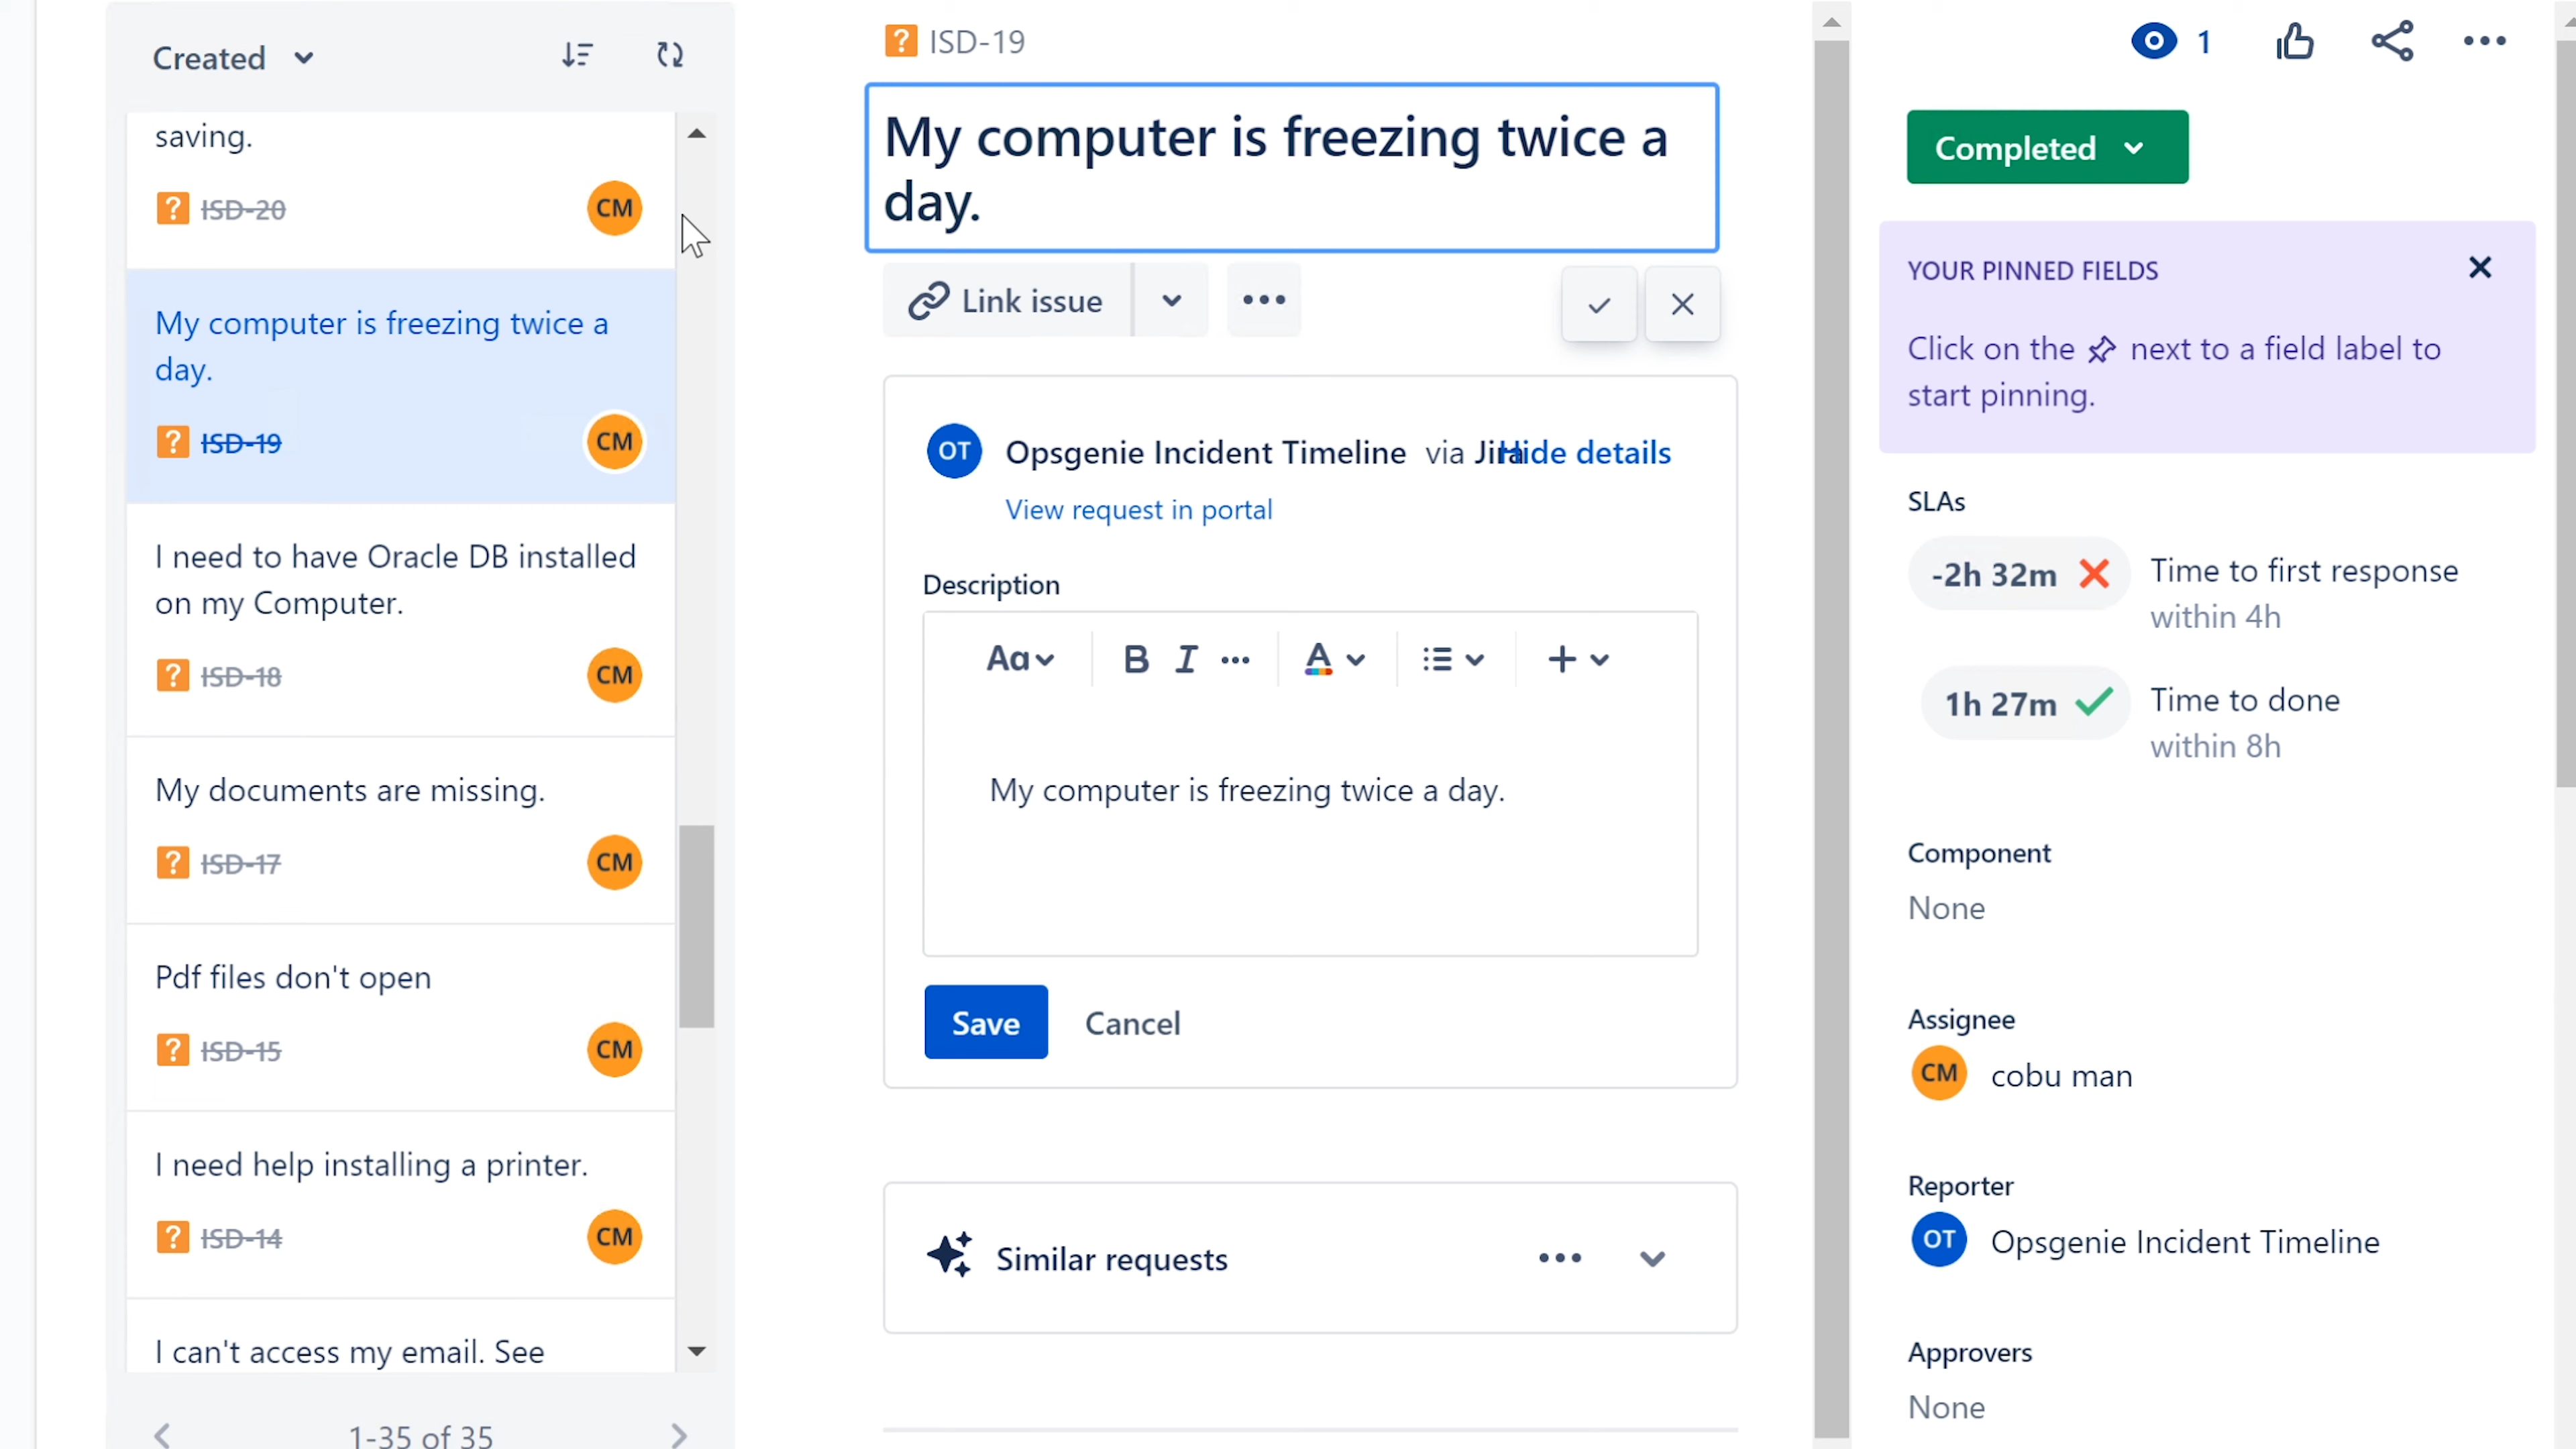 Created
saving.
ISD-20
CM
My computer is freezing twice a
day.
ISD-19
CM
I need to have Oracle DB installed
on my Computer.
ISD-18
CM
My documents are missing.
ISD-17
CM
Pdf files don't open
ISD-15
CM
I need help installing a printer.
ISD-14
CM
I can't access my email. See
1-35 of 35
ISD-19
My computer is freezing twice a
day.
Link issue
OT Opsgenie Incident Timeline via Jira Hide details
View request in portal
Description
Aa B I A
My computer is freezing twice a day.
Save Cancel
Similar requests
1
Completed
YOUR PINNED FIELDS
Click on the next to a field label to
start pinning.
SLAs
-2h 32m Time to first response
within 4h
1h 27m Time to done
within 8h
Component
None
Assignee
CM cobu man
Reporter
OT Opsgenie Incident Timeline
Approvers
None